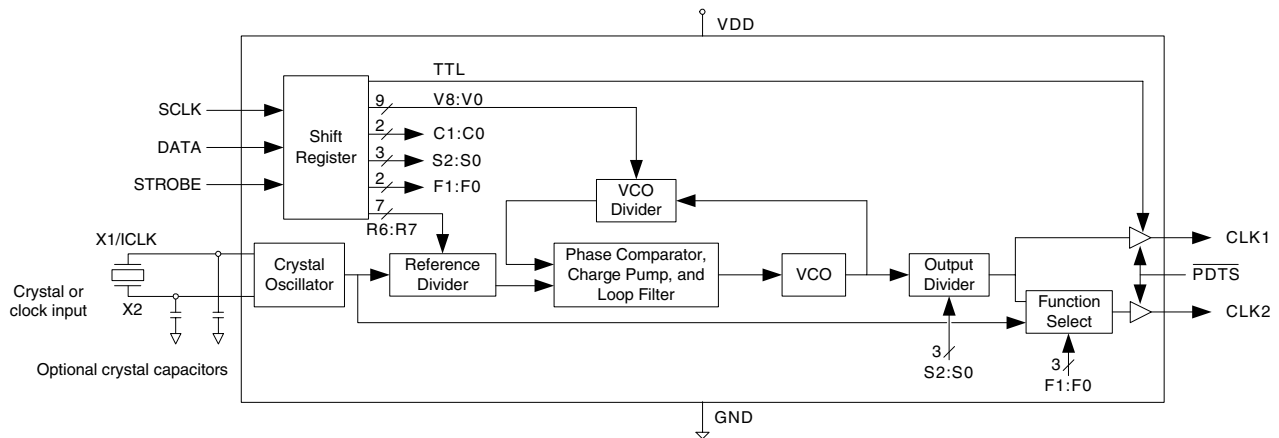 VDD
TTL
SCLK
9
V8:V0
DATA
Shift
Register
2
C1:C0
3
S2:S0
STROBE
2
F1:F0
7
R6:R7
VCO
Divider
X1/ICLK
CLK1
Crystal
Oscillator
Reference
Divider
Phase Comparator,
Charge Pump, and
Loop Filter
VCO
Output
Divider
PDTS
Crystal or
clock input
X2
Function
Select
CLK2
Optional crystal capacitors
3
S2:S0
3
F1:F0
GND